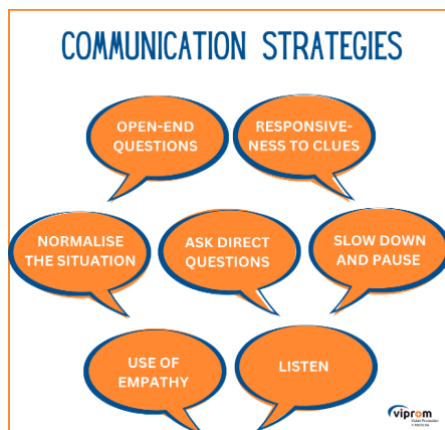 COMMUNICATION STRATEGIES
OPEN-END
QUESTIONS
RESPONSIVE-
NESS TO CLUES
NORMALISE
THE SITUATION
ASK DIRECT
QUESTIONS
SLOW DOWN
AND PAUSE
USE OF
EMPATHY
LISTEN
viprom